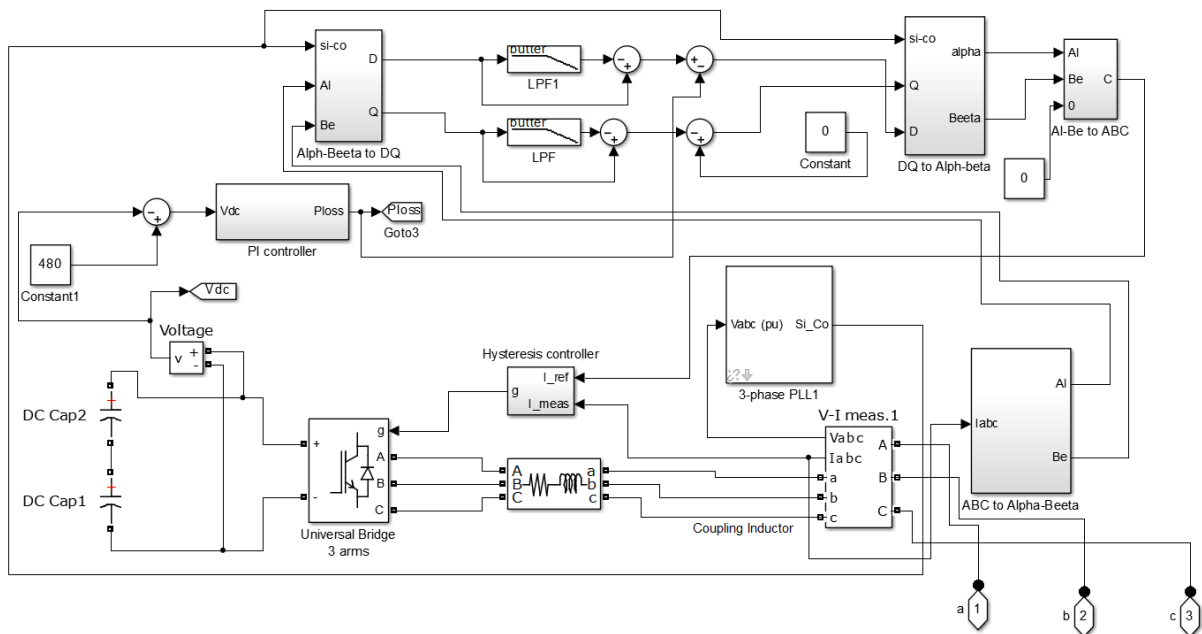 si-co
Al
Be
D
Q
Alph-Beeta to DQ
butter
LPF1
butter
LPF
- +
+ -
- +
- +
0
Constant
si-co
Q
D
alpha
Beeta
DQ to Alph-beta
Al
Be
0
C
Al-Be to ABC
0
- +
480
Constant1
Vdc
Ploss
PI controller
Ploss
Goto3
Vdc
Voltage
v
+
-
DC Cap2
+
DC Cap1
+
Hysteresis controller
I_ref
g
I_meas
Vabc (pu)
Si_Co
3-phase PLL1
V-I meas.1
Vabc
Iabc
a
b
c
A
B
C
Iabc
Al
Be
ABC to Alpha-Beeta
g
+
A
B
-
C
Universal Bridge
3 arms
A
B
C
a
b
c
Coupling Inductor
a
1
b
2
c
3